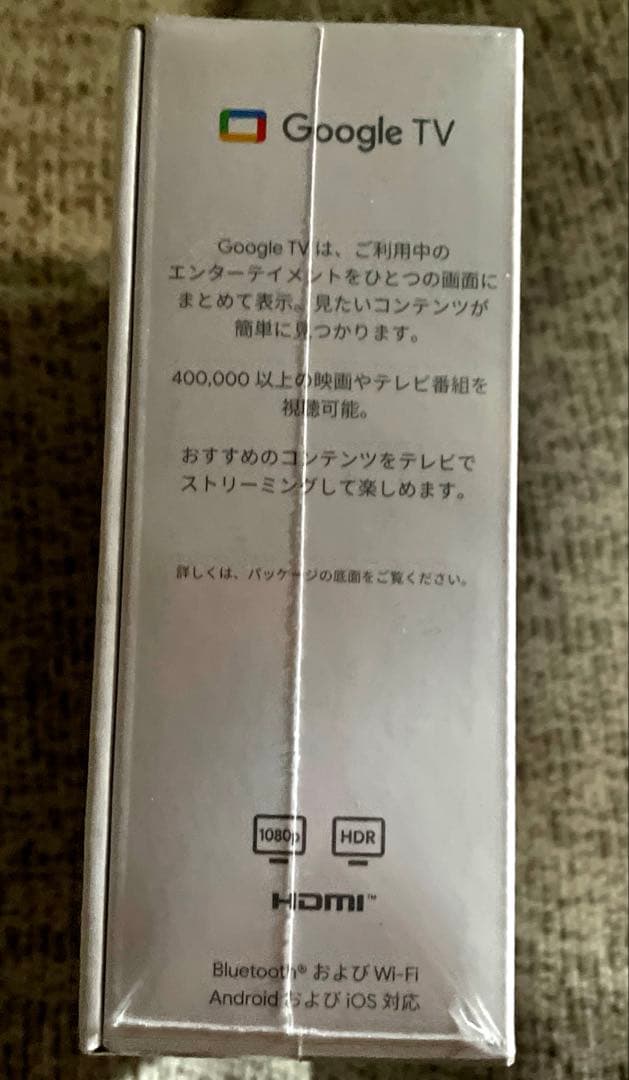 Google TV
Google TV は、ご利用中の
エンターテイメントをひとつの画面に
まとめて表示。見たいコンテンツが
簡単に見つかります。
400,000 以上の映画やテレビ番組を
視聴可能。
おすすめのコンテンツをテレビで
ストリーミングして楽しめます。
詳しくは、パッケージの底面をご覧ください。
1080p HDR
HDMI™
Bluetooth® および Wi-Fi
Android および iOS 対応